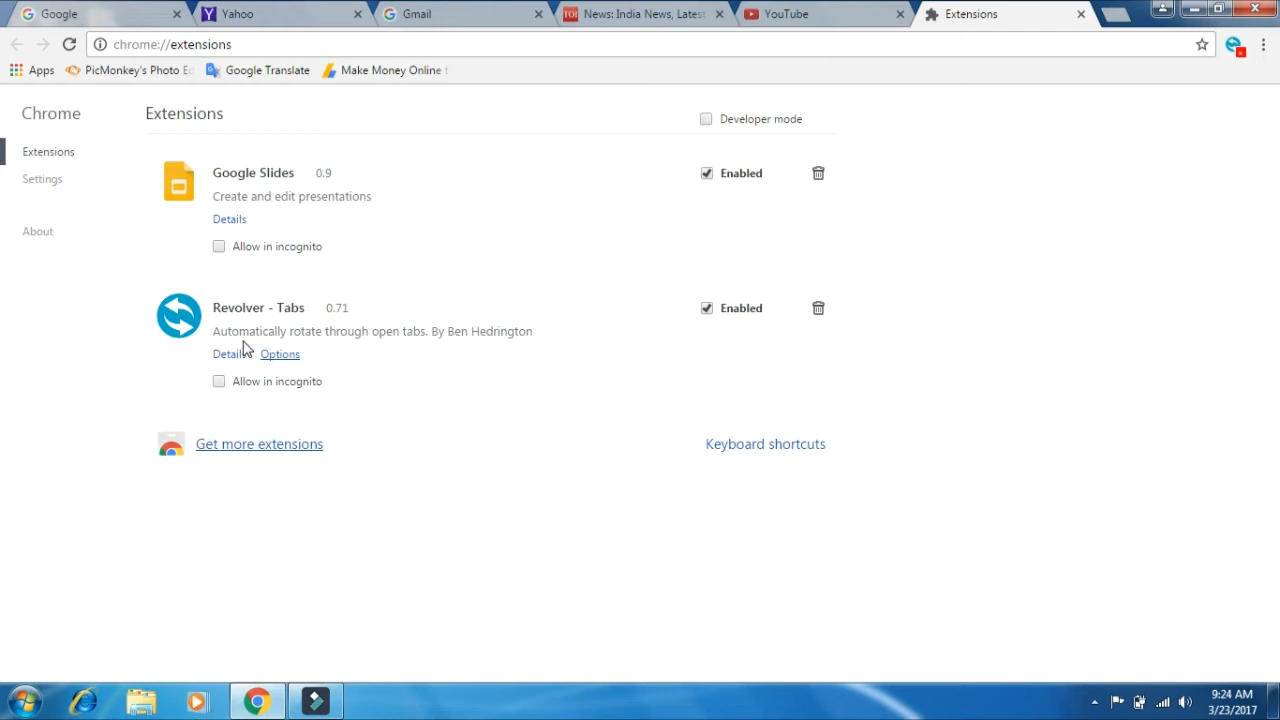 Google
Yahoo
Gmail
TOI News: India News, Latest
YouTube
Extensions
chrome://extensions
Apps
PicMonkey's Photo Ed
Google Translate
Make Money Online t
Chrome
Extensions
Developer mode
Extensions
Settings
About
Google Slides 0.9
Enabled
Create and edit presentations
Details
Allow in incognito
Revolver - Tabs 0.71
Enabled
Automatically rotate through open tabs. By Ben Hedrington
Details Options
Allow in incognito
Get more extensions
Keyboard shortcuts
9:24 AM
3/23/2017